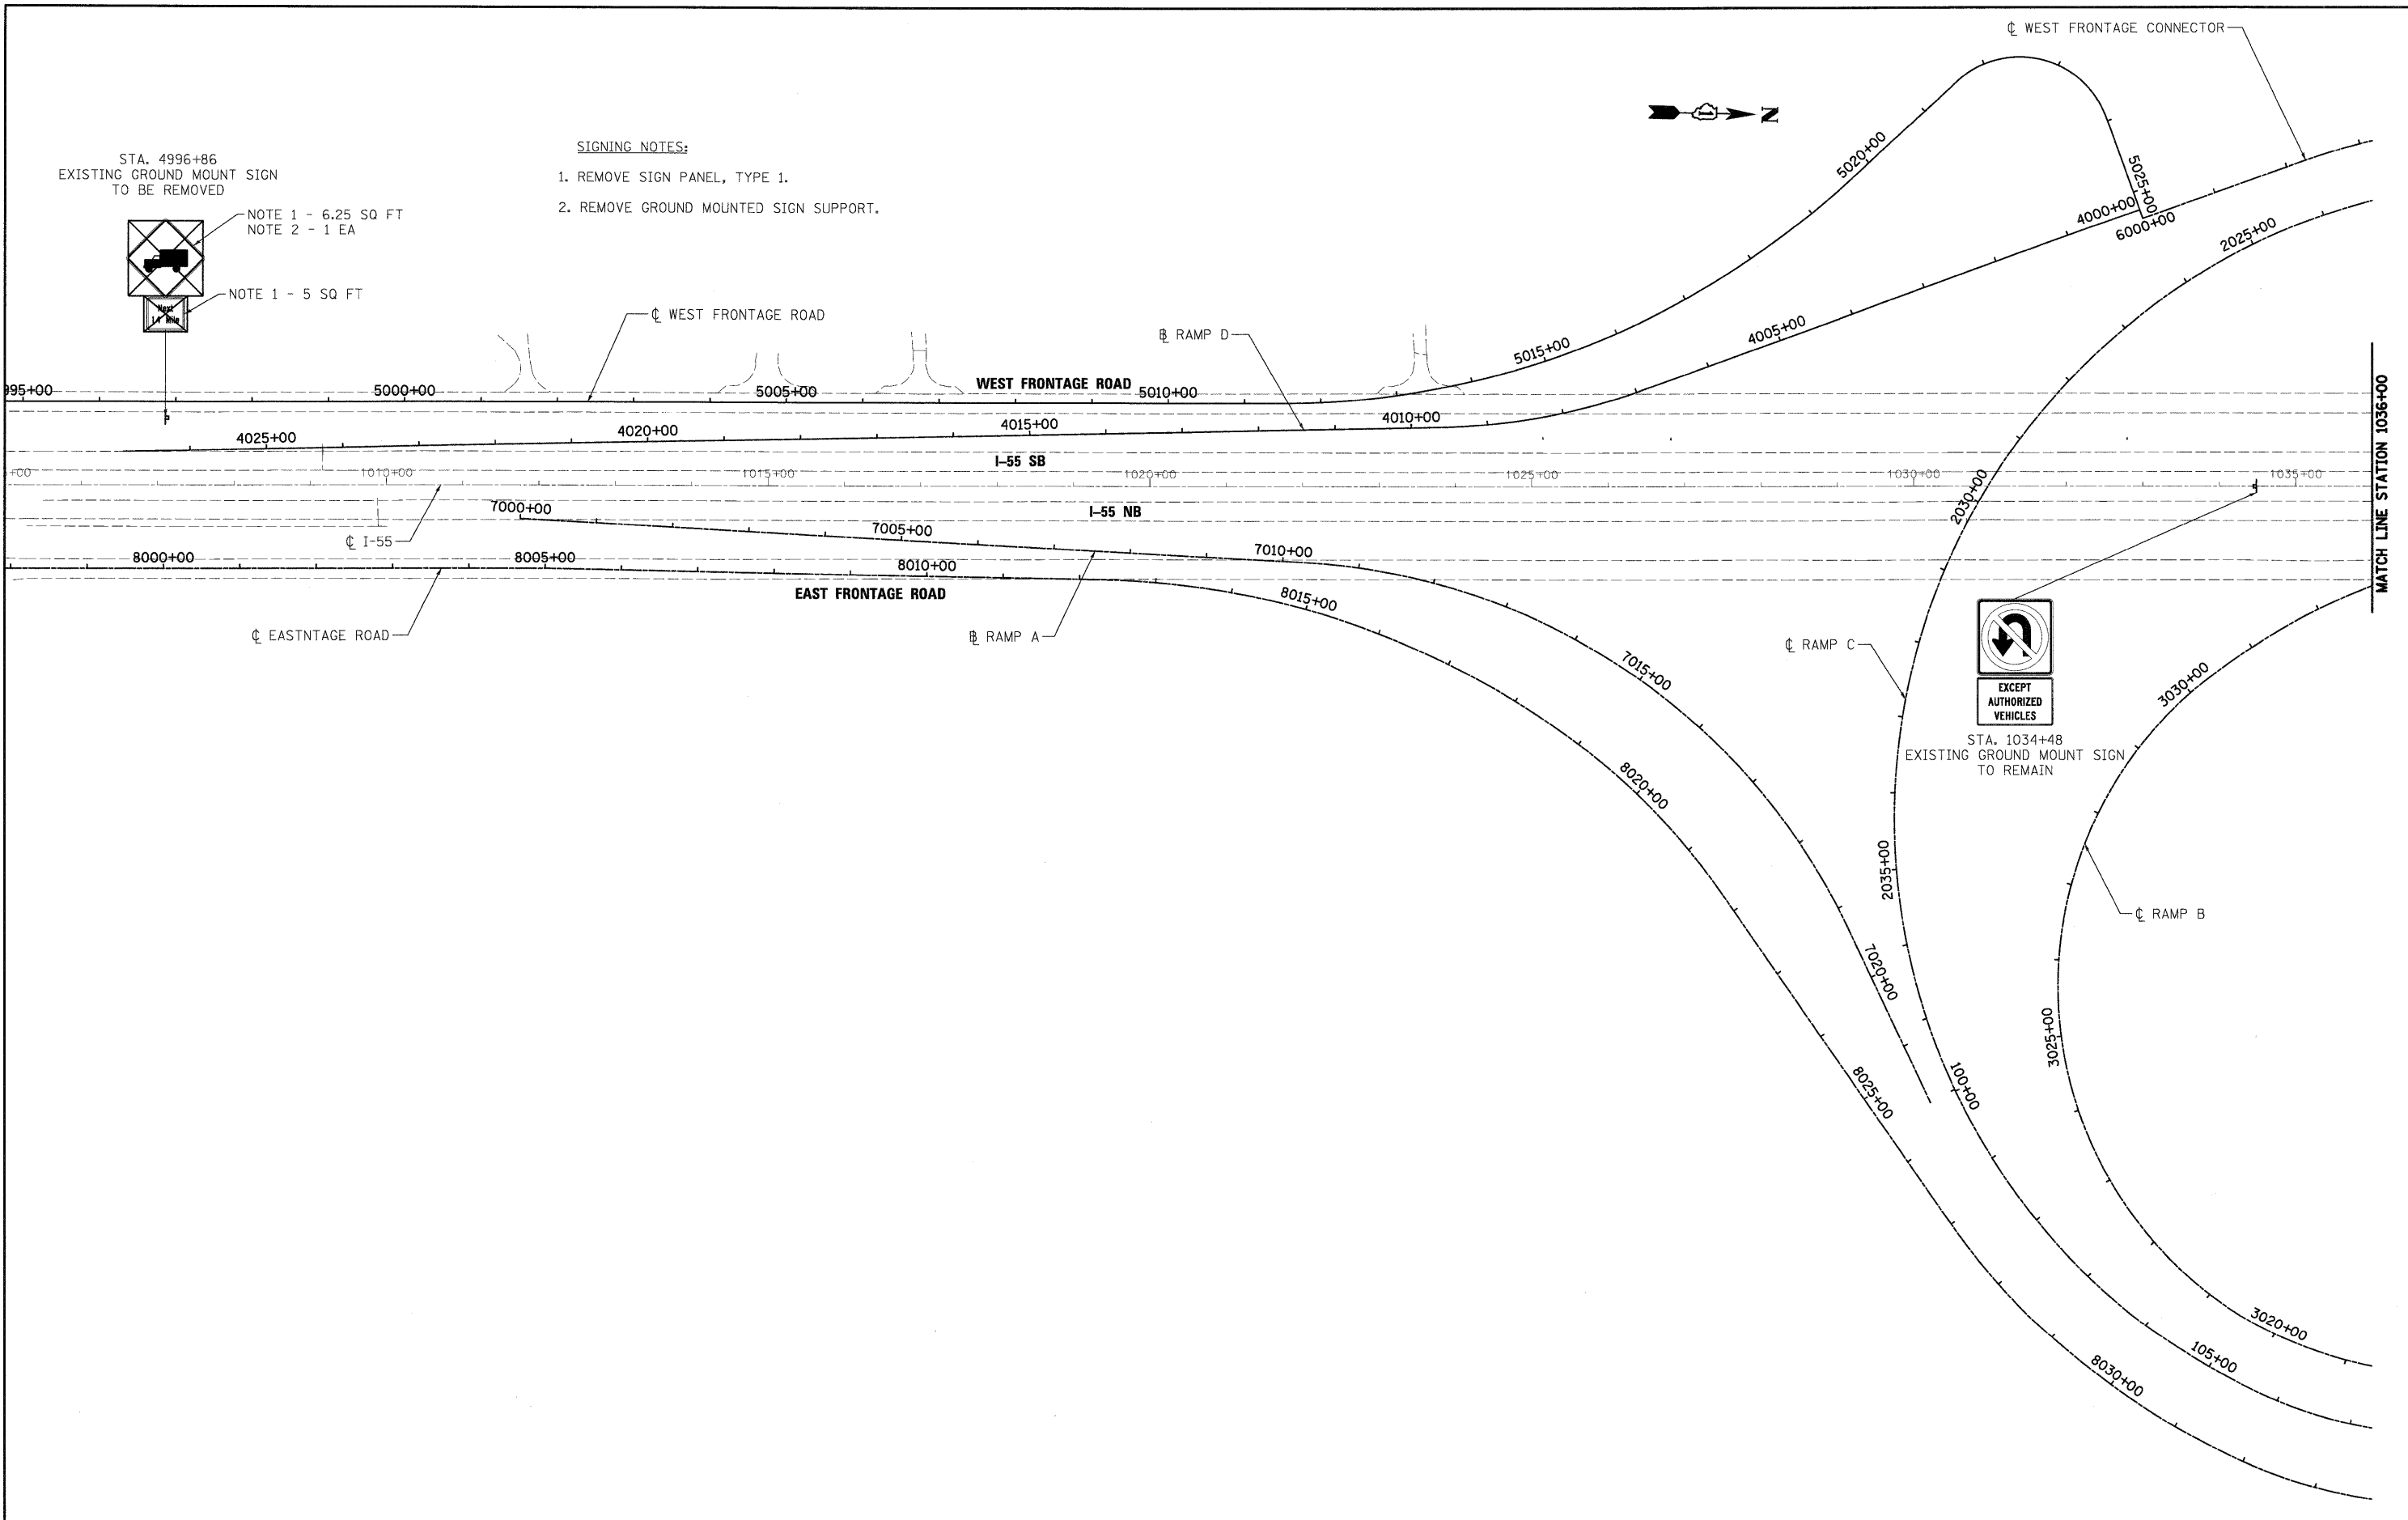 ℄ WEST FRONTAGE CONNECTOR
N
1
SIGNING NOTES:
1. REMOVE SIGN PANEL, TYPE 1.
2. REMOVE GROUND MOUNTED SIGN SUPPORT.
STA. 4996+86
EXISTING GROUND MOUNT SIGN
TO BE REMOVED
NOTE 1 - 6.25 SQ FT
NOTE 2 - 1 EA
NOTE 1 - 5 SQ FT
Next
1.4 Mile
℄ WEST FRONTAGE ROAD
RAMP D
5020+00
5025+00
4000+00
6000+00
2025+00
5015+00
4005+00
995+00
5000+00
5005+00
WEST FRONTAGE ROAD
5010+00
4025+00
4020+00
4015+00
4010+00
I-55 SB
+00
1010+00
1015+00
1020+00
1025+00
1030+00
1035+00
2030+00
MATCH LINE STATION 1036+00
7000+00
I-55 NB
℄ I-55
7005+00
7010+00
8000+00
8005+00
8010+00
EAST FRONTAGE ROAD
8015+00
℄ EASTNTAGE ROAD
RAMP A
℄ RAMP C
7015+00
EXCEPT
AUTHORIZED
VEHICLES
STA. 1034+48
EXISTING GROUND MOUNT SIGN
TO REMAIN
3030+00
8020+00
2035+00
℄ RAMP B
7020+00
3025+00
8025+00
100+00
3020+00
105+00
8030+00